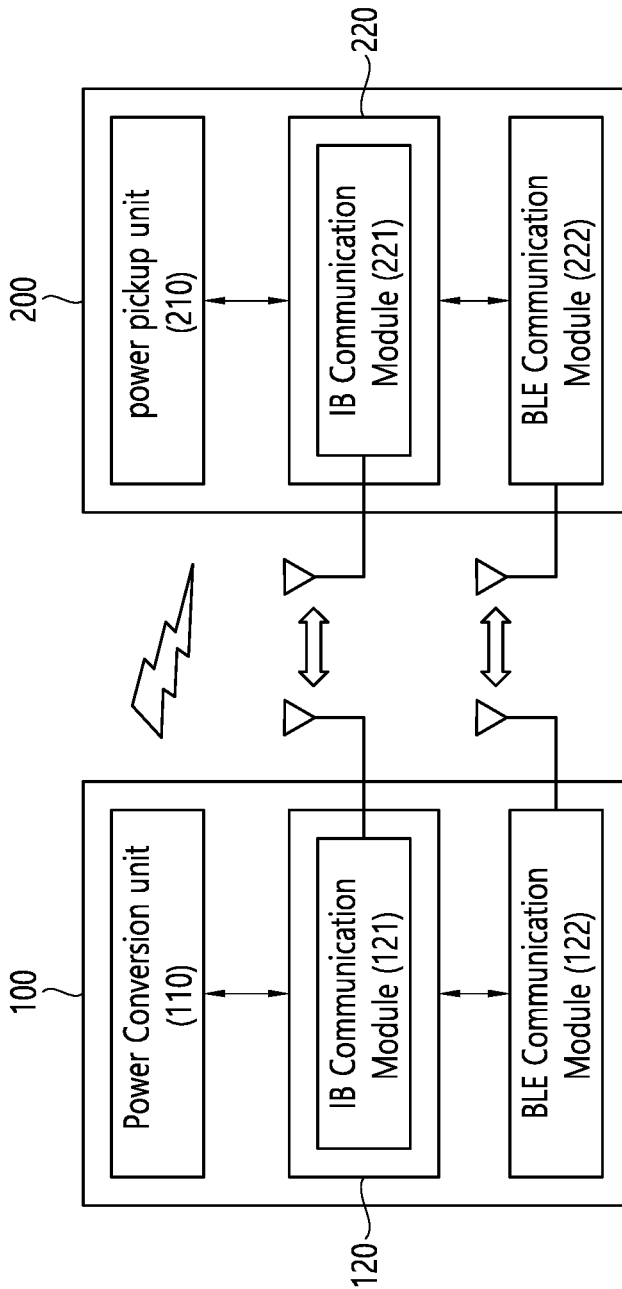 100
Power Conversion unit
(110)
IB Communication
Module (121)
120
BLE Communication
Module (122)
200
power pickup unit
(210)
IB Communication
Module (221)
220
BLE Communication
Module (222)